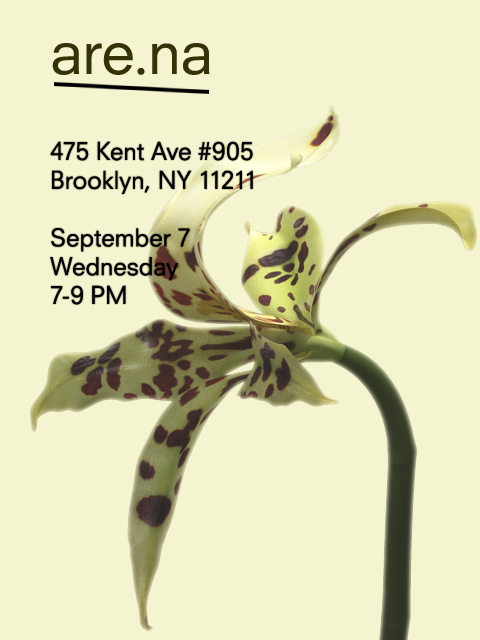 are.na
475 Kent Ave #905
Brooklyn, NY 11211
September 7
Wednesday
7-9 PM